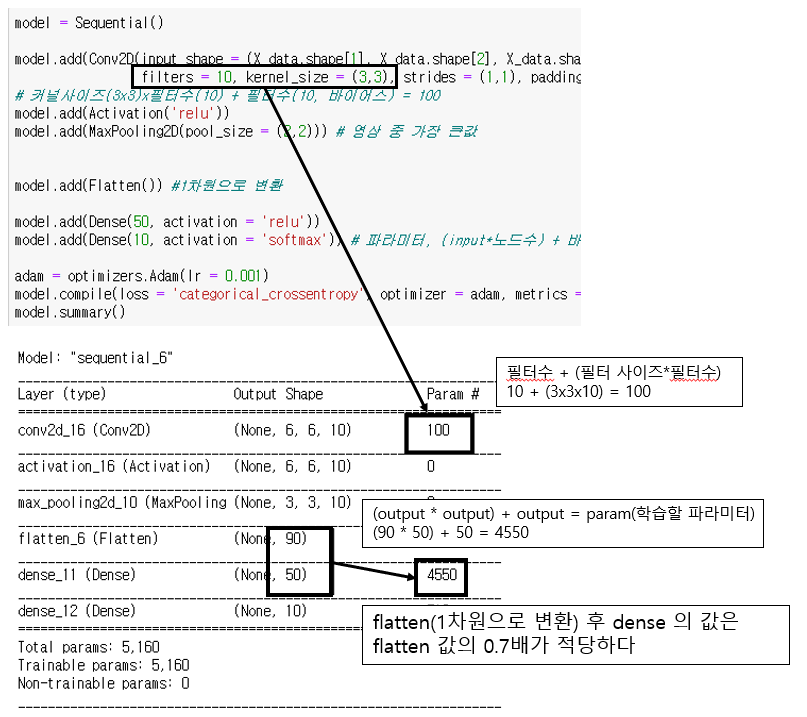 model = Sequential()
model.add(Conv2D(input_shape = (X_data.shape[1], X_data.shape[2], X_data.sha
filters = 10, kernel_size = (3,3), strides = (1,1), padding
# 커널사이즈(3x3)x필터수(10) + 필터수(10, 바이어스) = 100
model.add(Activation('relu'))
model.add(MaxPooling2D(pool_size = (2,2))) # 영상 중 가장 큰값
model.add(Flatten()) #1차원으로 변환
model.add(Dense(50, activation = 'relu'))
model.add(Dense(10, activation = 'softmax')) # 파라미터, (input*노드수) + 바
adam = optimizers.Adam(lr = 0.001)
model.compile(loss = 'categorical_crossentropy', optimizer = adam, metrics =
model.summary()
Model: "sequential_6"
Layer (type) Output Shape Param #
필터수 + (필터 사이즈*필터수)
10 + (3x3x10) = 100
conv2d_16 (Conv2D) (None, 6, 6, 10) 100
activation_16 (Activation) (None, 6, 6, 10) 0
max_pooling2d_10 (MaxPooling (None, 3, 3, 10)
(output * output) + output = param(학습할 파라미터)
(90 * 50) + 50 = 4550
flatten_6 (Flatten) (None, 90)
dense_11 (Dense) (None, 50) 4550
dense_12 (Dense) (None, 10)
flatten(1차원으로 변환) 후 dense 의 값은
flatten 값의 0.7배가 적당하다
Total params: 5,160
Trainable params: 5,160
Non-trainable params: 0